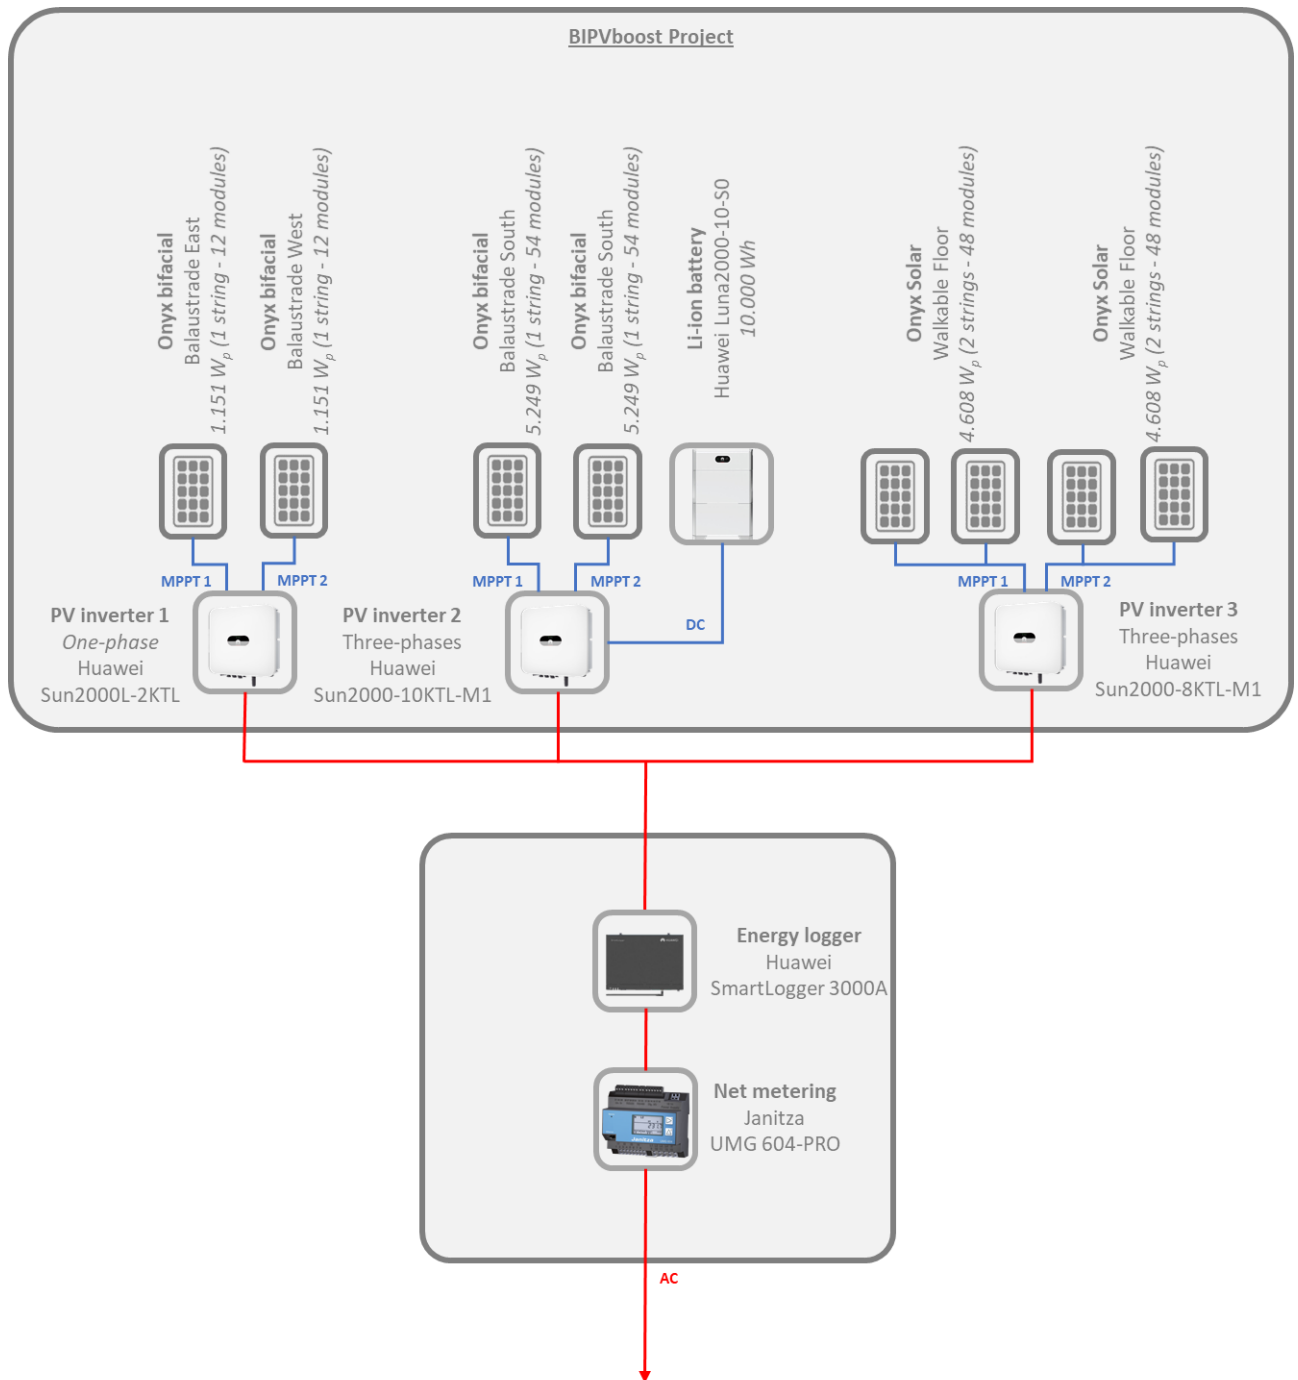 BIPVboost Project
Onyx bifacial
Balaustrade East
1.151 Wp (1 string - 12 modules)
Onyx bifacial
Balaustrade West
1.151 Wp (1 string - 12 modules)
Onyx bifacial
Balaustrade South
5.249 Wp (1 string - 54 modules)
Onyx bifacial
Balaustrade South
5.249 Wp (1 string - 54 modules)
Li-ion battery
Huawei Luna2000-10-S0
10.000 Wh
Onyx Solar
Walkable Floor
4.608 Wp (2 strings - 48 modules)
Onyx Solar
Walkable Floor
4.608 Wp (2 strings - 48 modules)
MPPT 1
MPPT 2
MPPT 1
MPPT 2
MPPT 1
MPPT 2
DC
PV inverter 1
One-phase
Huawei
Sun2000L-2KTL
PV inverter 2
Three-phases
Huawei
Sun2000-10KTL-M1
PV inverter 3
Three-phases
Huawei
Sun2000-8KTL-M1
Energy logger
Huawei
SmartLogger 3000A
Net metering
Janitza
UMG 604-PRO
Janitza
AC